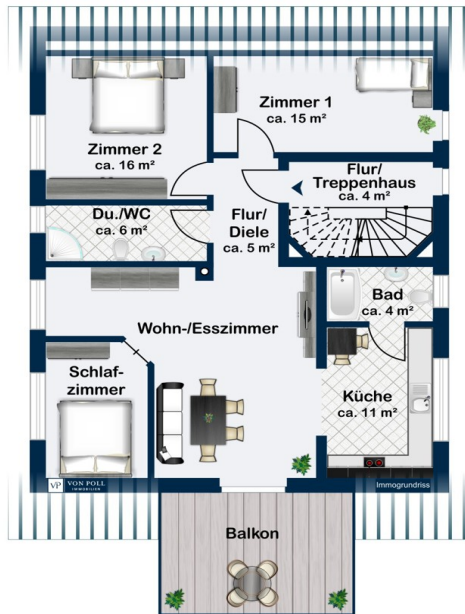 Zimmer 1
ca. 15 m²
Zimmer 2
ca. 16 m²
Flur/
Treppenhaus
ca. 4 m²
Du./WC
ca. 6 m²
Flur/
Diele
ca. 5 m²
Bad
ca. 4 m²
Wohn-/Esszimmer
Schlaf-
zimmer
Küche
ca. 11 m²
VP VON POLL
IMMOBILIEN
Immogrundriss
Balkon